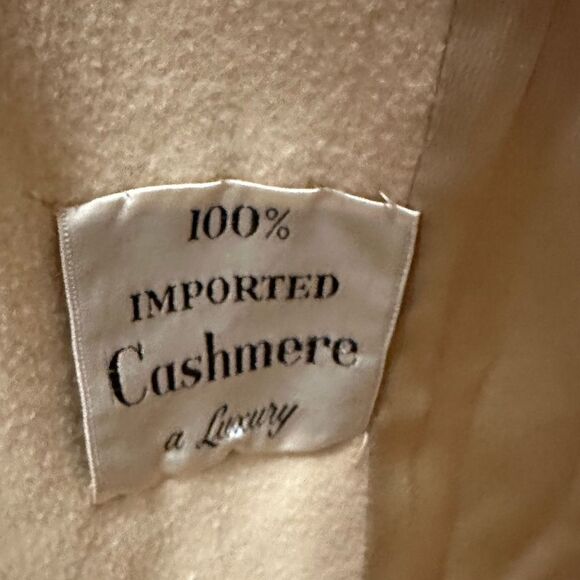 100%
IMPORTED
Cashmere
a Luxury